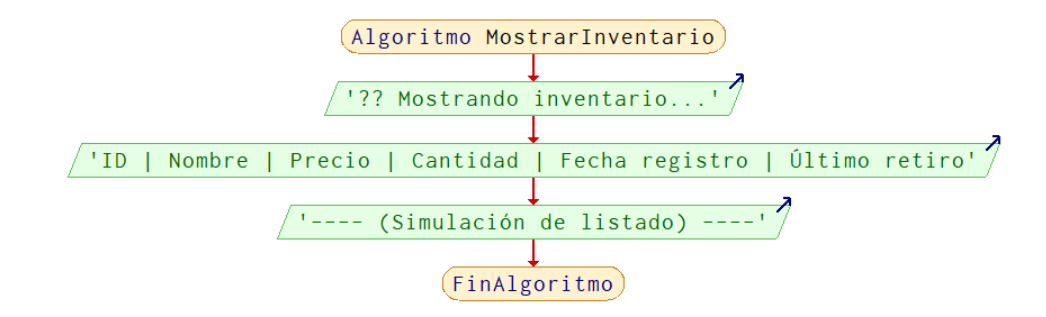 Algoritmo MostrarInventario
'?? Mostrando inventario...'
'ID | Nombre | Precio | Cantidad | Fecha registro | Último retiro'
'---- (Simulación de listado) ----'
FinAlgoritmo